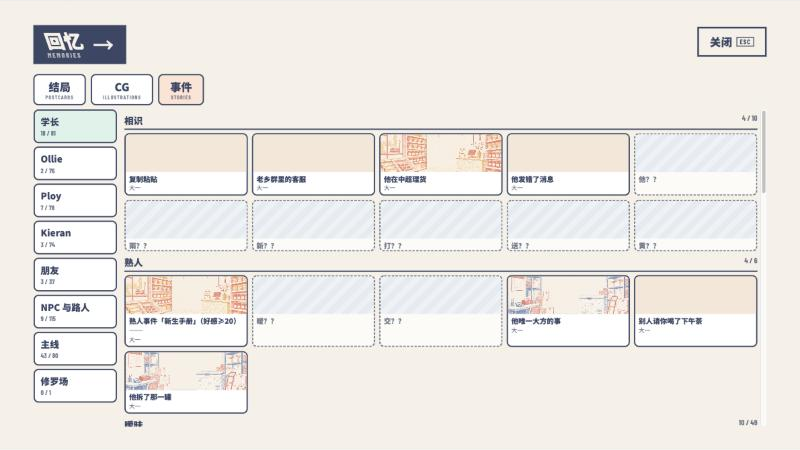 回忆 →
MEMORIES
关闭 ESC
结局
POSTCARDS
CG
ILLUSTRATIONS
事件
STORIES
学长
18 / 81
Ollie
2 / 76
Ploy
7 / 78
Kieran
3 / 74
朋友
3 / 37
NPC 与路人
9 / 115
主线
43 / 80
修罗场
0 / 1
相识
4 / 10
复制粘贴
大一
老乡群里的客服
大一
他在中超理货
大一
他发错了消息
大一
他？？
需？？
新？？
打？？
送？？
黄？？
熟人
4 / 6
熟人事件「新生手册」（好感≥20）
——
大一
暖？？
交？？
他唯一大方的事
大一
别人请你喝了下午茶
大一
他拆了那一罐
大一
暧昧
10 / 48